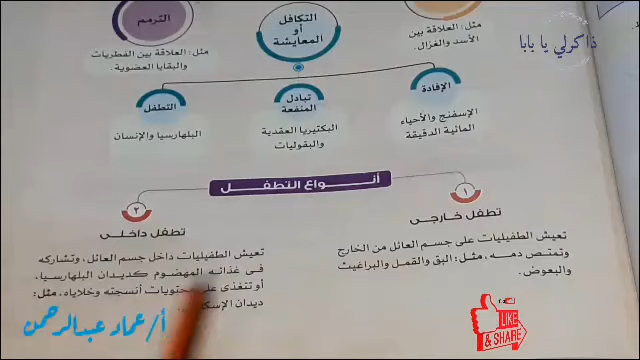 الترمم
التكافل
أو
المعايشة
مثل: العلاقة بين الفطريات
والبقايا العضوية.
مثل: العلاقة بين
الأسد والغزال.
ذاكرلي يا بابا
الإفادة
تبادل
المنفعة
التطفل
الإسفنج والأحياء
المائية الدقيقة
البكتيريا العقدية
والبقوليات
البلهارسيا والإنسان
أنواع التطفل
١
تطفل خارجى
تعيش الطفيليات على جسم العائل من الخارج
وتمتص دمه، مثل: البق والقمل والبراغيث
والبعوض.
٢
تطفل داخلى
تعيش الطفيليات داخل جسم العائل، وتشاركه
فى غذائه المهضوم كديدان البلهارسيا،
أو تتغذى على محتويات أنسجته وخلاياه، مثل:
ديدان
أ/عماد عبدالرحمن
LIKE
& SHARE